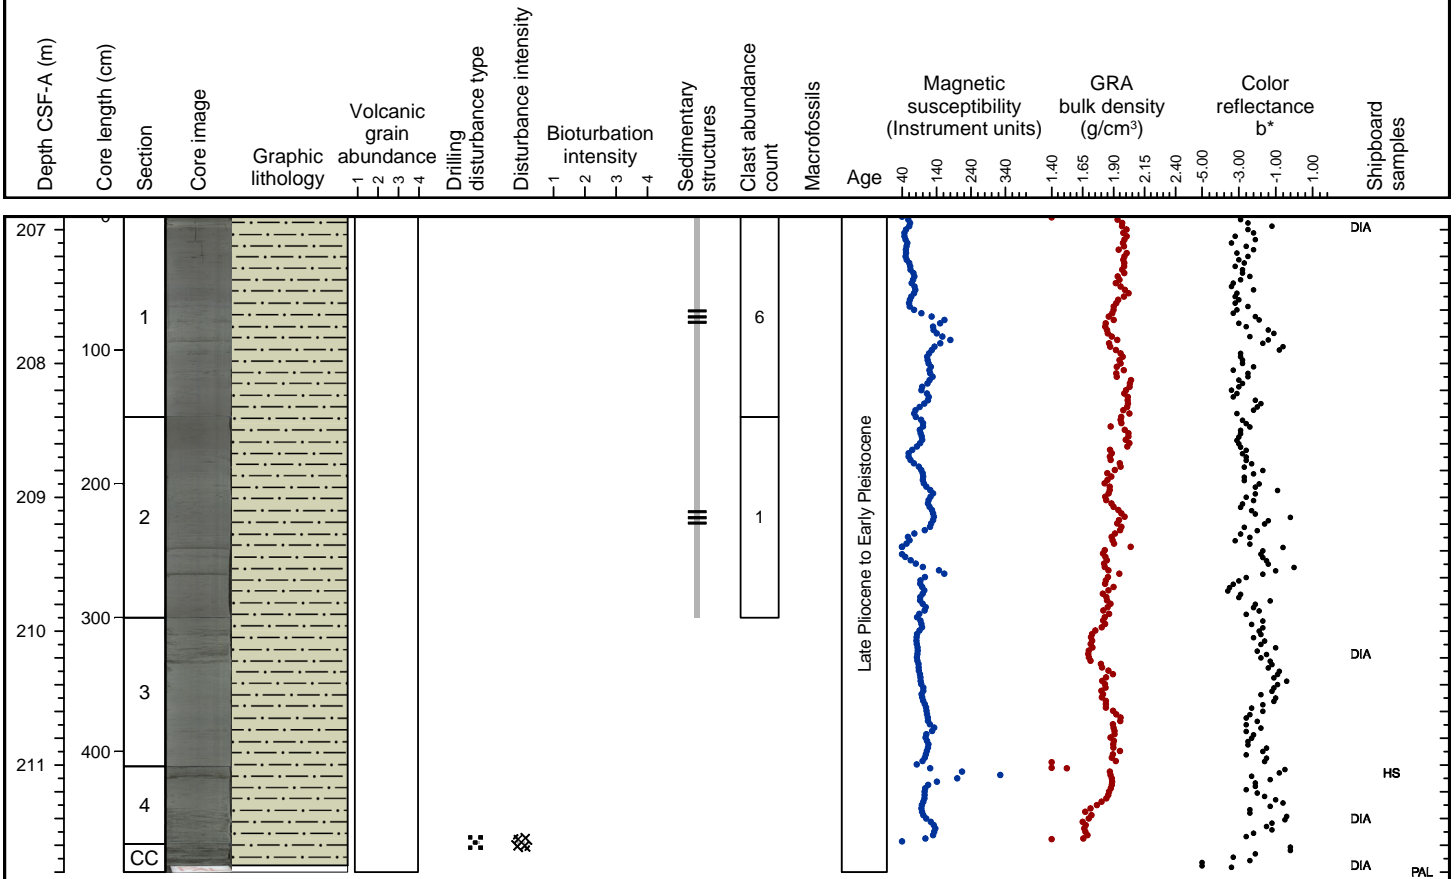 Depth CSF-A (m)
Core length (cm)
Section
Core image
Graphic
lithology
Volcanic
grain
abundance
1 2 3 4
Drilling
disturbance type
Disturbance intensity
Bioturbation
intensity
1 2 3 4
Sedimentary
structures
Clast abundance
count
Macrofossils
Age
Magnetic
susceptibility
(Instrument units)
40 140 240 340
GRA
bulk density
(g/cm³)
1.40 1.65 1.90 2.15 2.40
Color
reflectance
b*
-5.00 -3.00 -1.00 1.00
Shipboard
samples
207
208
209
210
211
0
100
200
300
400
1
2
3
4
CC
6
1
Late Pliocene to Early Pleistocene
DIA
DIA
HS
DIA
DIA
PAL